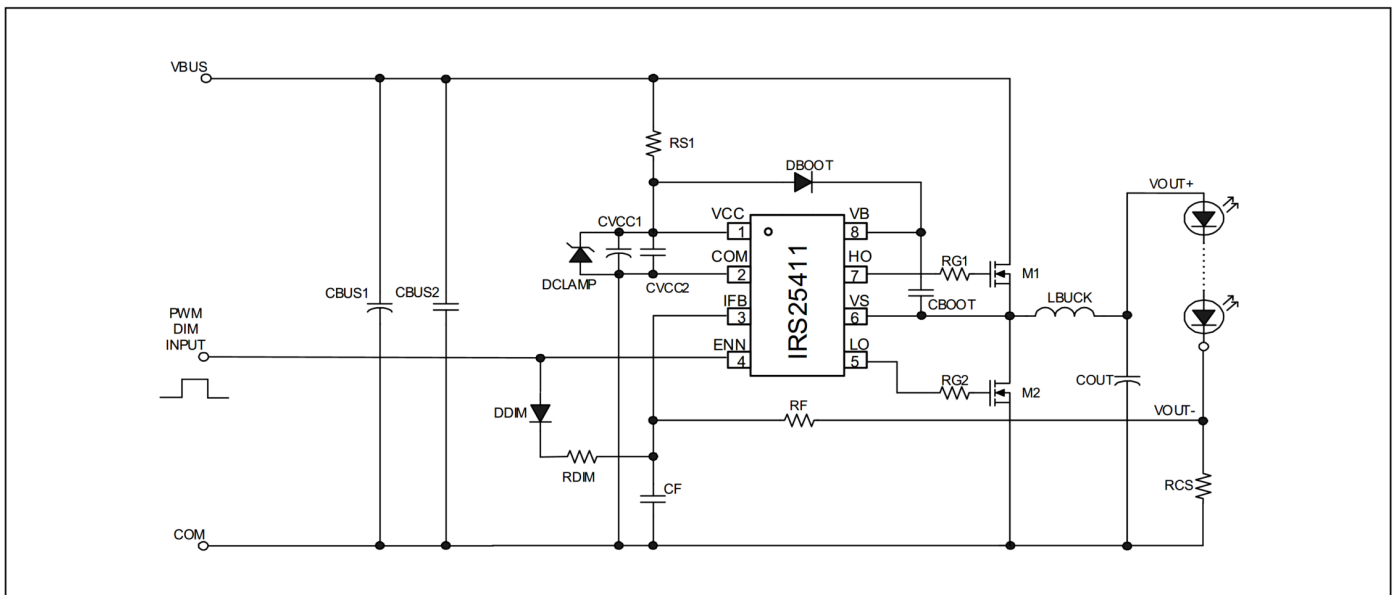 VBUS
RS1
DBOOT
VOUT+
CVCC1
VCC
VB
1
8
COM
HO
2
7
RG1
M1
DCLAMP
CVCC2
CBUS1
CBUS2
IFB
VS
3
6
CBOOT
LBUCK
PWM
DIM
INPUT
ENN
LO
4
5
IRS25411
RG2
M2
COUT
DDIM
RF
VOUT-
RDIM
CF
RCS
COM